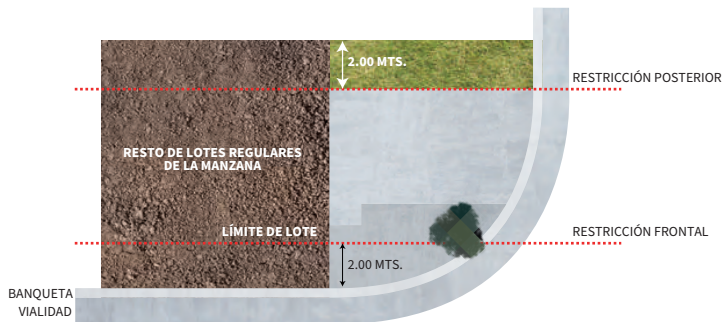 2.00 MTS.
RESTRICCIÓN POSTERIOR
RESTO DE LOTES REGULARES
DE LA MANZANA
LÍMITE DE LOTE
RESTRICCIÓN FRONTAL
2.00 MTS.
BANQUETA
VIALIDAD